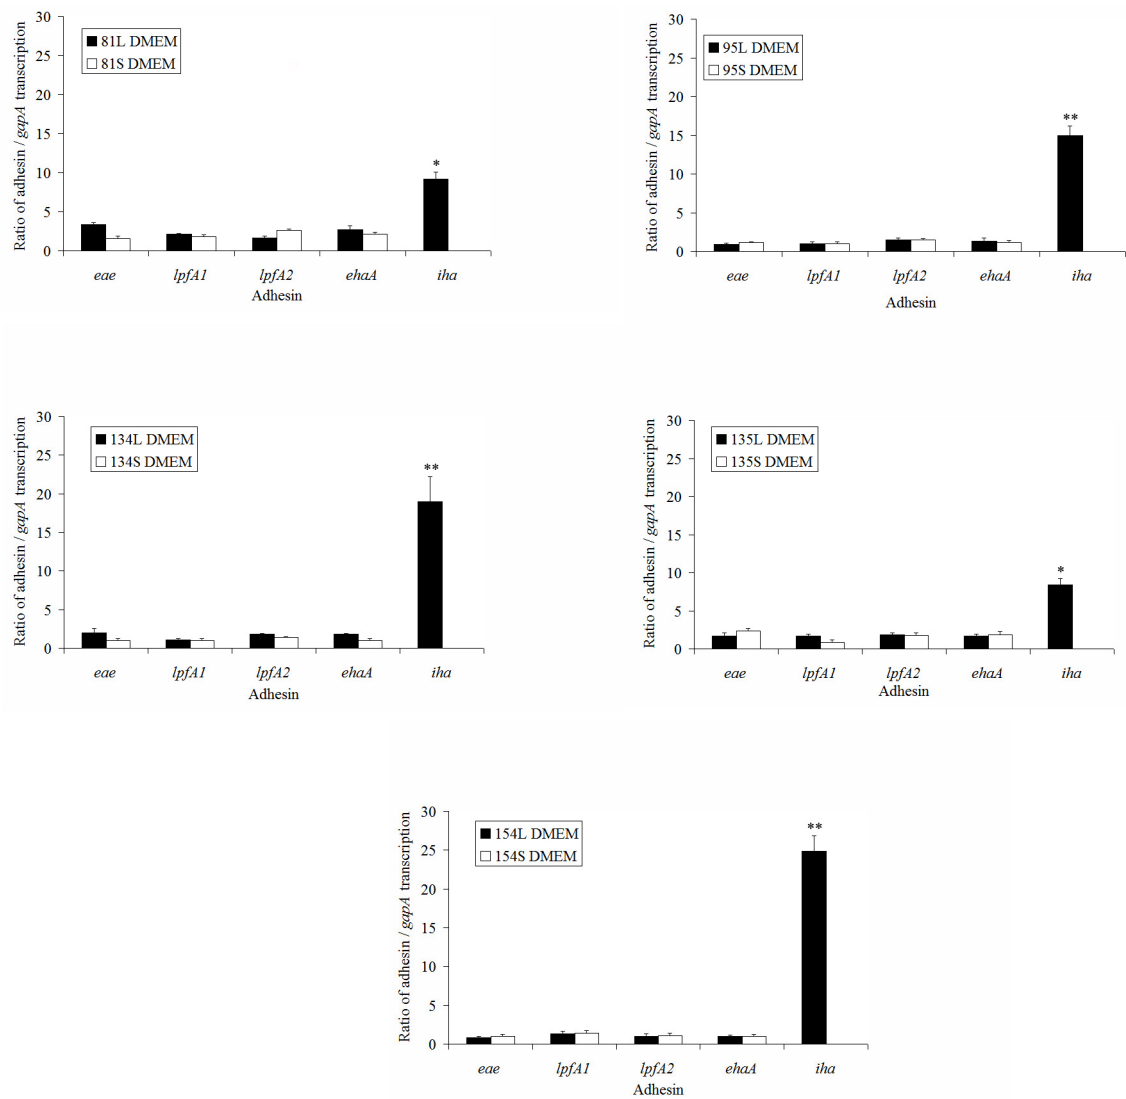 Ratio of adhesin / gapA transcription
30
25
20
15
10
5
0
81L DMEM
81S DMEM
*
eae lpfA1 lpfA2 ehaA iha
Adhesin
Ratio of adhesin / gapA transcription
30
25
20
15
10
5
0
95L DMEM
95S DMEM
**
eae lpfA1 lpfA2 ehaA iha
Adhesin
Ratio of adhesin / gapA transcription
30
25
20
15
10
5
0
134L DMEM
134S DMEM
**
eae lpfA1 lpfA2 ehaA iha
Adhesin
Ratio of adhesin / gapA transcription
30
25
20
15
10
5
0
135L DMEM
135S DMEM
*
eae lpfA1 lpfA2 ehaA iha
Adhesin
Ratio of adhesin / gapA transcription
30
25
20
15
10
5
0
154L DMEM
154S DMEM
**
eae lpfA1 lpfA2 ehaA iha
Adhesin